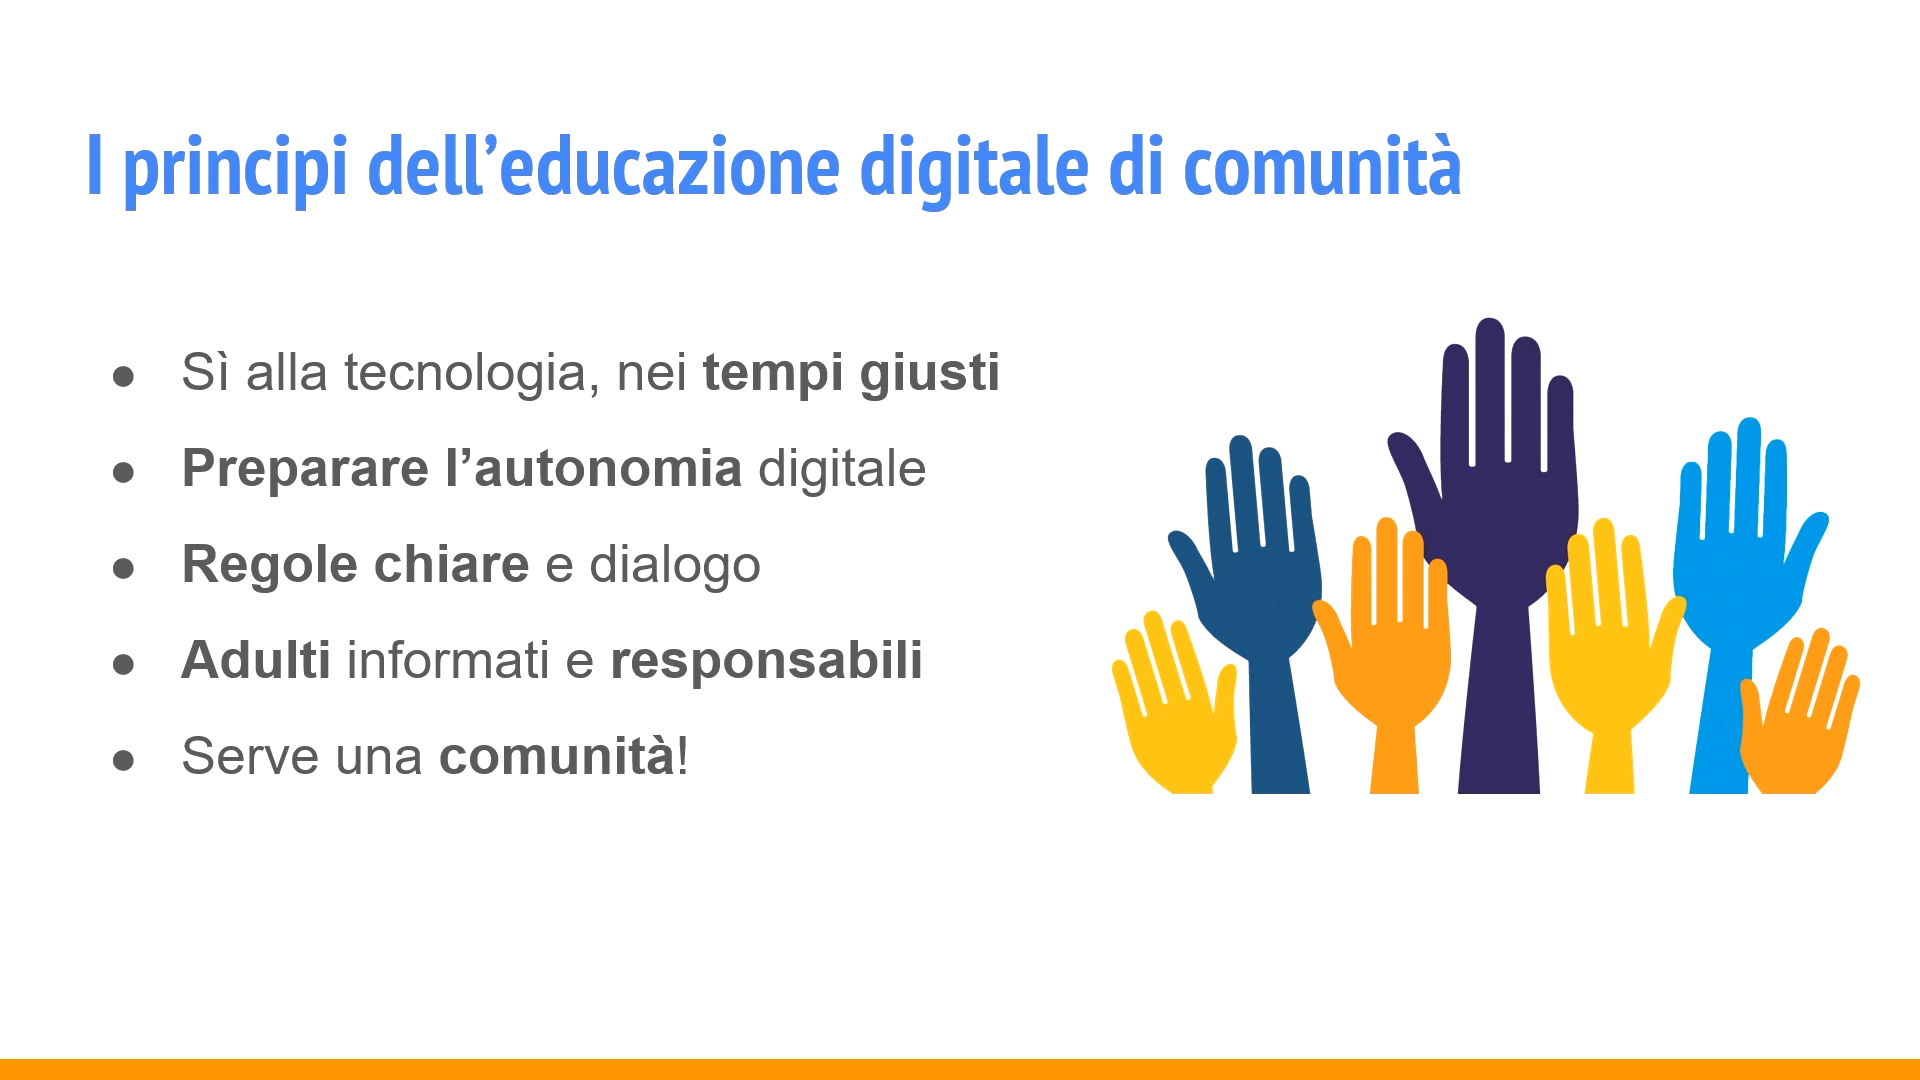 I principi dell’educazione digitale di comunità
● Sì alla tecnologia, nei tempi giusti
● Preparare l’autonomia digitale
● Regole chiare e dialogo
● Adulti informati e responsabili
● Serve una comunità!